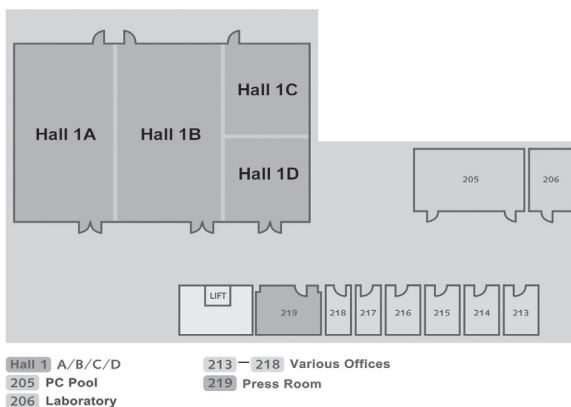 Hall 1A
Hall 1B
Hall 1C
Hall 1D
205
206
LIFT
219
218
217
216
215
214
213
Hall 1 A/B/C/D
205 PC Pool
206 Laboratory
213 – 218 Various Offices
219 Press Room